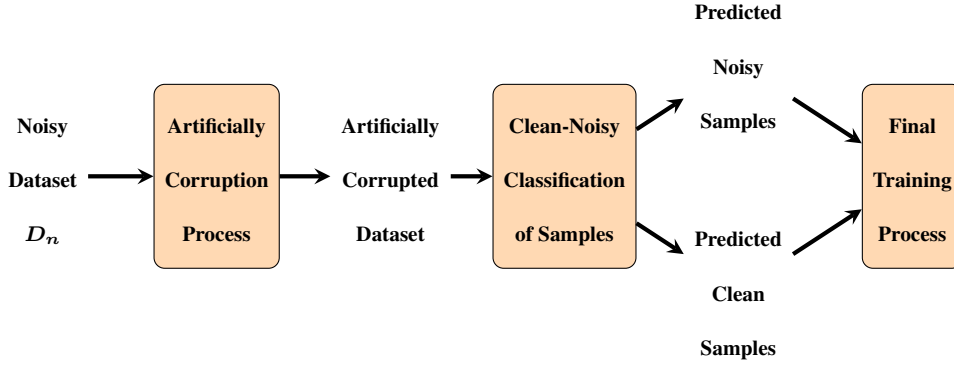 Noisy
Dataset
D_n
Artificially
Corruption
Process
Artificially
Corrupted
Dataset
Clean-Noisy
Classification
of Samples
Predicted
Noisy
Samples
Predicted
Clean
Samples
Final
Training
Process